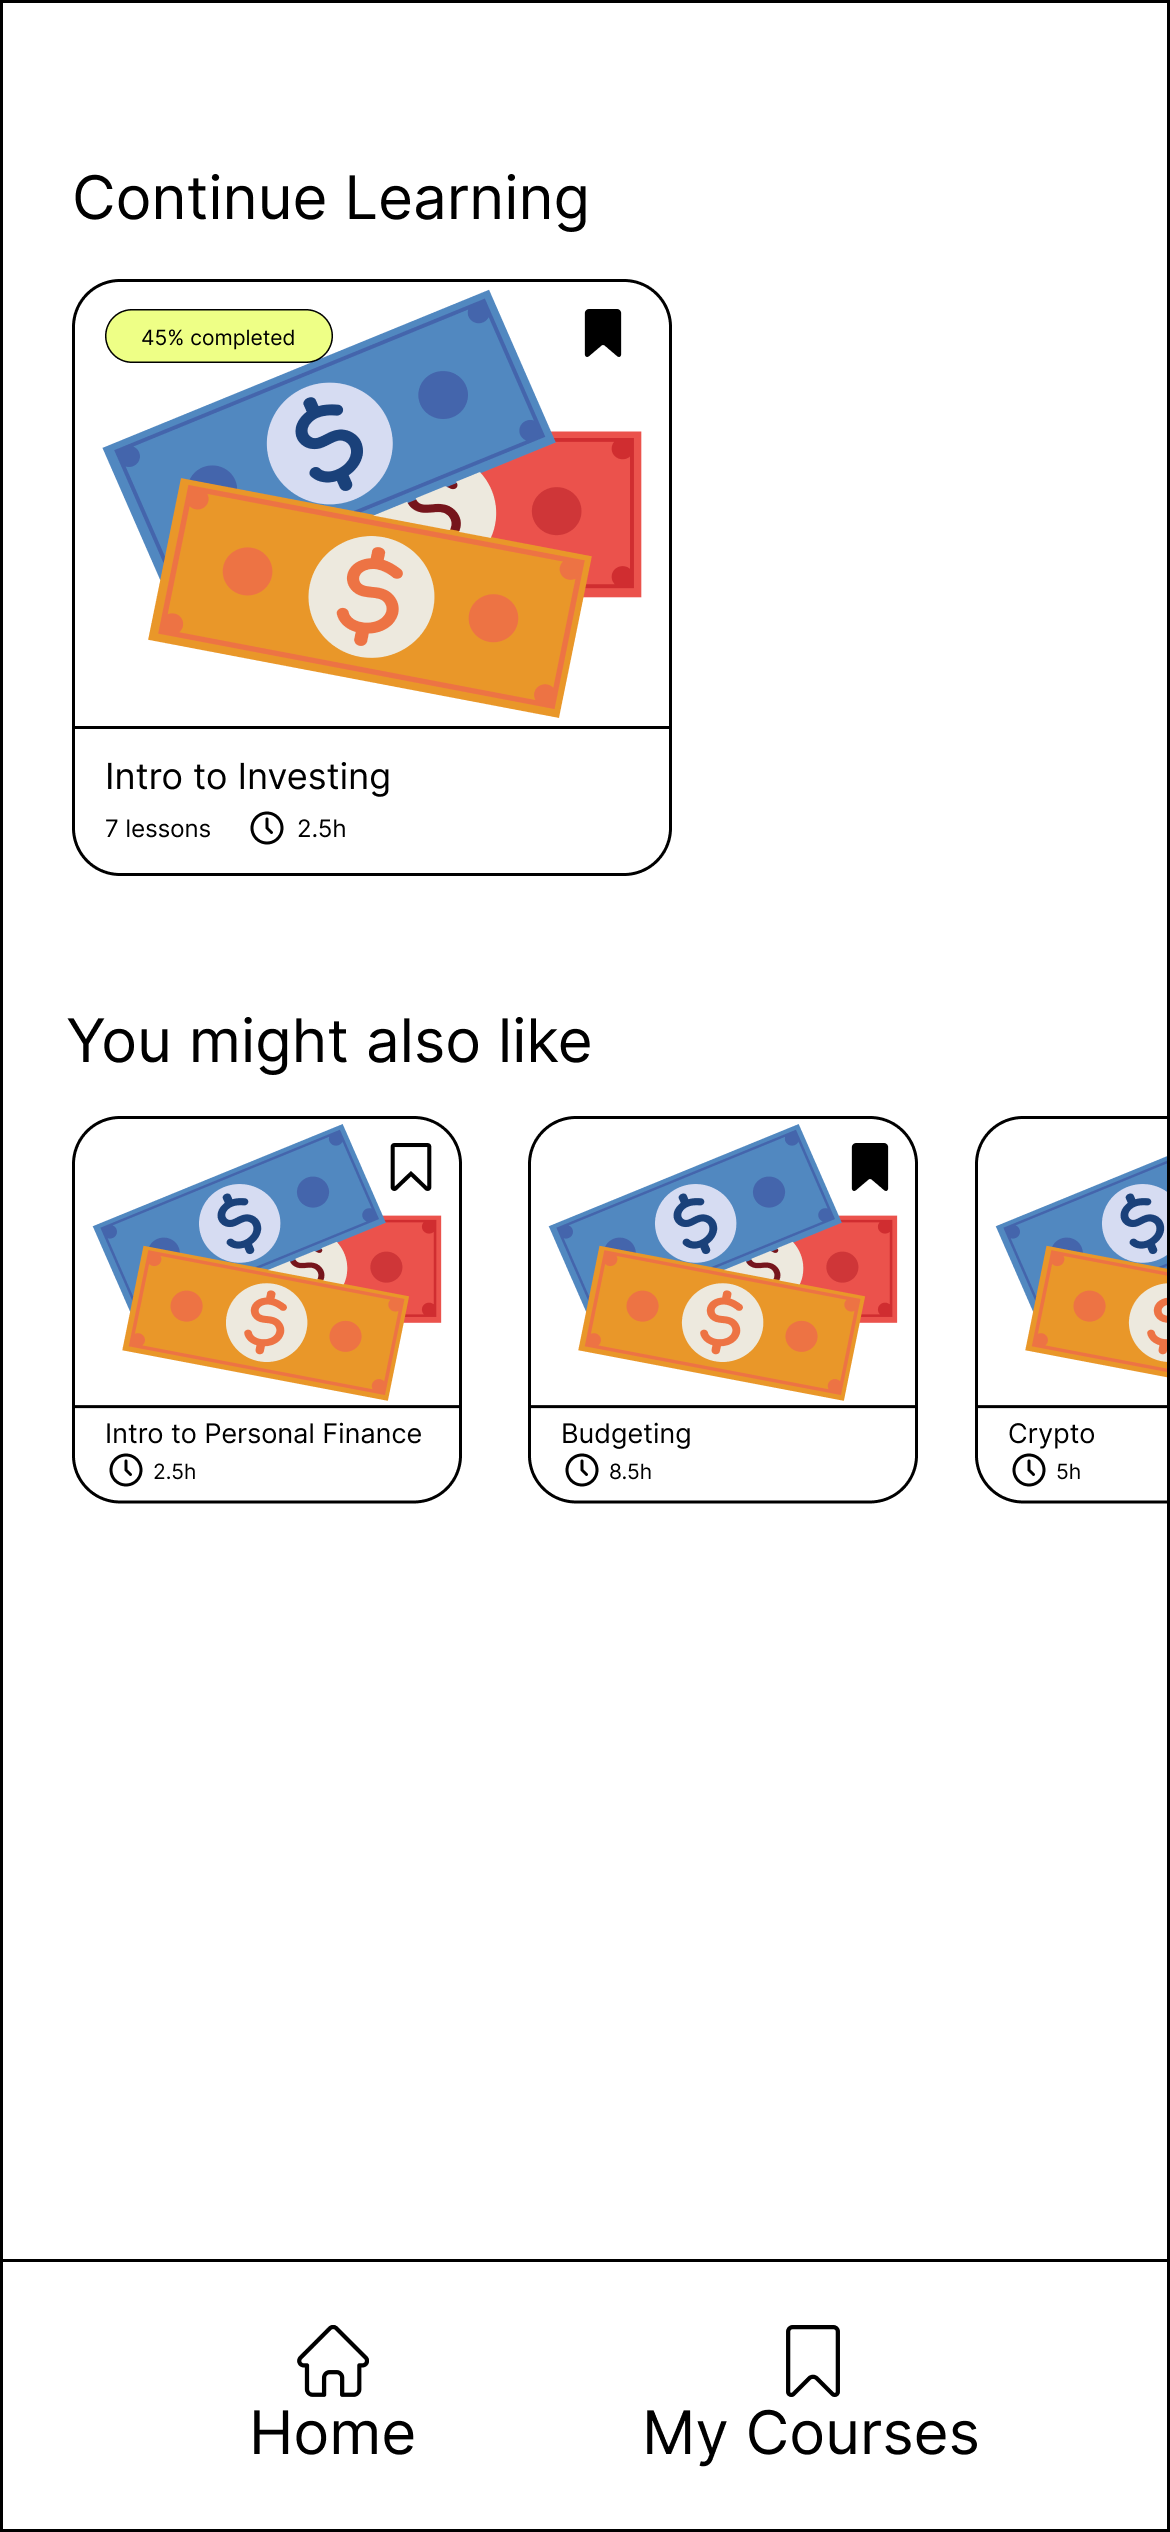 Continue Learning
45% completed
Intro to Investing
7 lessons 2.5h
You might also like
Intro to Personal Finance
2.5h
Budgeting
8.5h
Crypto
5h
Home
My Courses